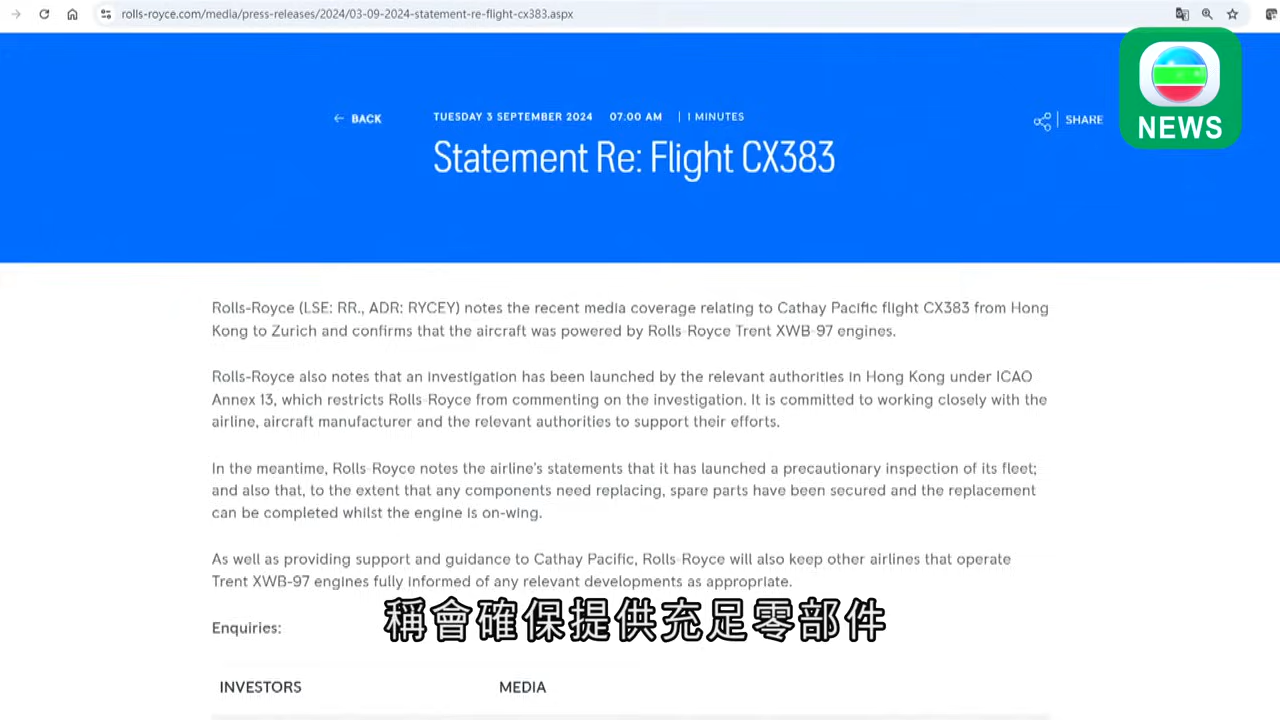 rolls-royce.com/media/press-releases/2024/03-09-2024-statement-re-flight-cx383.aspx
NEWS
BACK
TUESDAY 3 SEPTEMBER 2024 07.00 AM | 1 MINUTES
SHARE
Statement Re: Flight CX383
Rolls-Royce (LSE: RR., ADR: RYCEY) notes the recent media coverage relating to Cathay Pacific flight CX383 from Hong
Kong to Zurich and confirms that the aircraft was powered by Rolls-Royce Trent XWB-97 engines.
Rolls-Royce also notes that an investigation has been launched by the relevant authorities in Hong Kong under ICAO
Annex 13, which restricts Rolls-Royce from commenting on the investigation. It is committed to working closely with the
airline, aircraft manufacturer and the relevant authorities to support their efforts.
In the meantime, Rolls-Royce notes the airline's statements that it has launched a precautionary inspection of its fleet;
and also that, to the extent that any components need replacing, spare parts have been secured and the replacement
can be completed whilst the engine is on-wing.
As well as providing support and guidance to Cathay Pacific, Rolls-Royce will also keep other airlines that operate
Trent XWB-97 engines fully informed of any relevant developments as appropriate.
稱會確保提供充足零部件
Enquiries:
INVESTORS
MEDIA